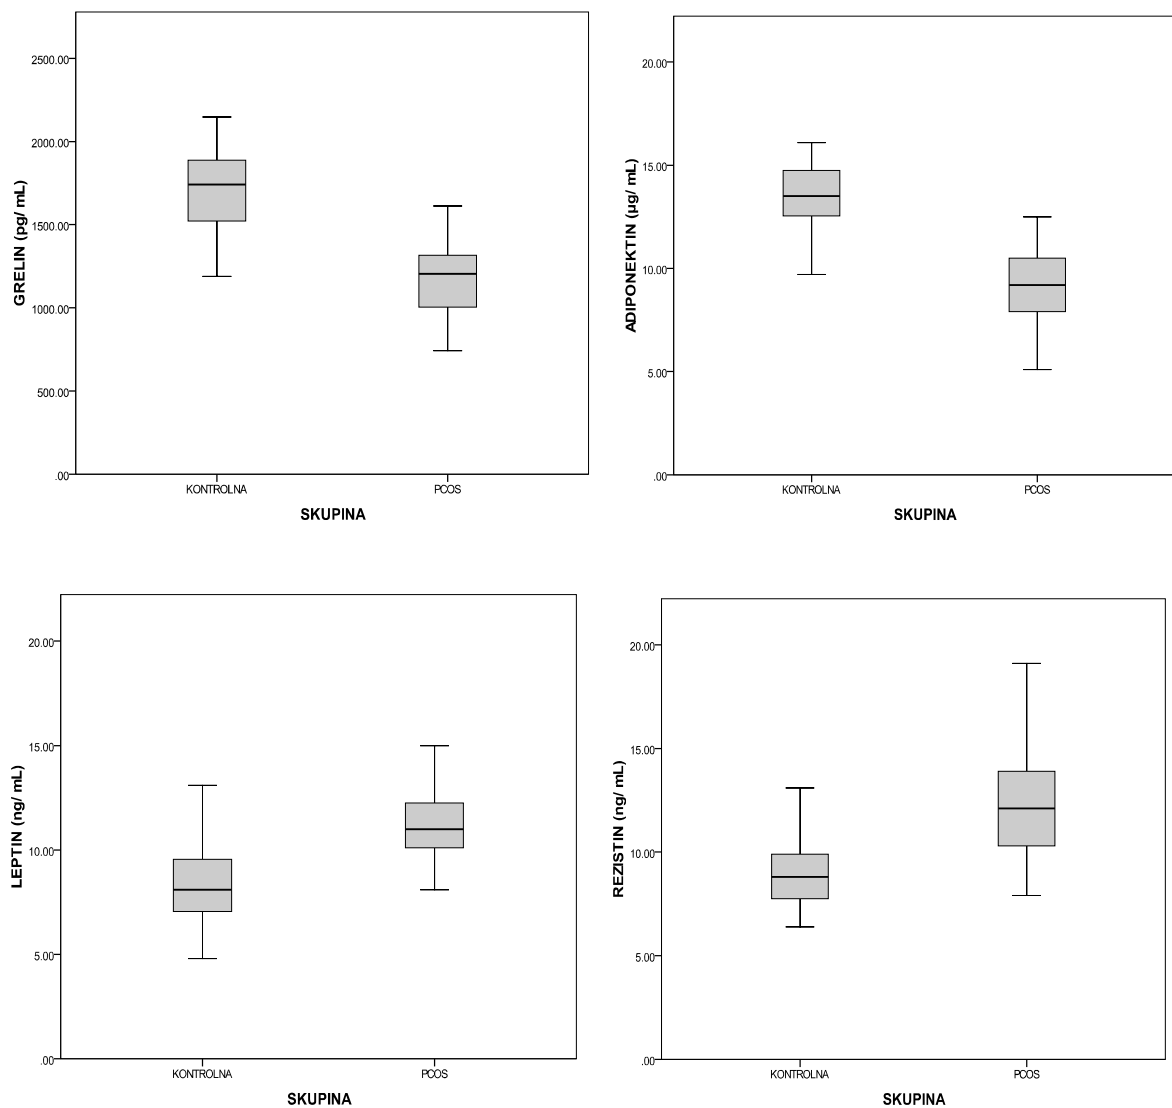 GRELIN (pg/ mL)
2500.00
2000.00
1500.00
1000.00
500.00
.00
KONTROLNA PCOS
SKUPINA
ADIPONEKTIN (µg/ mL)
20.00
15.00
10.00
5.00
.00
KONTROLNA PCOS
SKUPINA
LEPTIN (ng/ mL)
20.00
15.00
10.00
5.00
.00
KONTROLNA PCOS
SKUPINA
REZISTIN (ng/ mL)
20.00
15.00
10.00
5.00
.00
KONTROLNA PCOS
SKUPINA